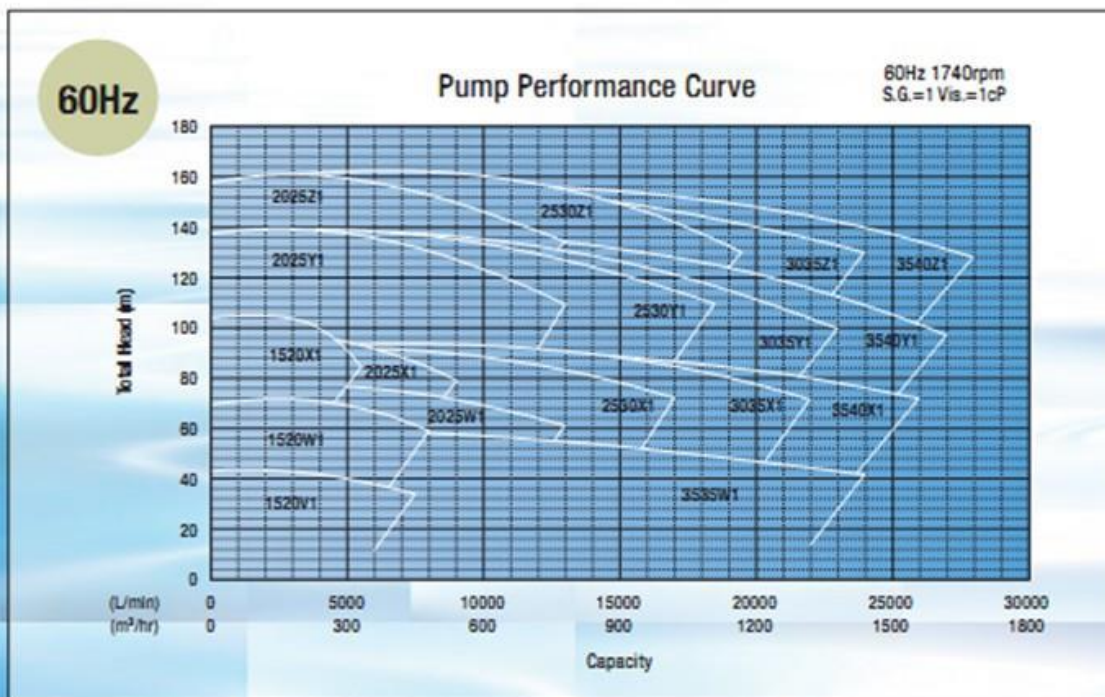 60Hz
Pump Performance Curve
60Hz 1740rpm
S.G.=1 Vis.=1cP
Total Head (m)
180
160
140
120
100
80
60
40
20
0
2025Z1
2530Z1
3035Z1
3540Z1
2025Y1
2530Y1
3035Y1
3540Y1
1520X1
2025X1
2530X1
3035X1
3540X1
2025W1
1520W1
3535W1
1520V1
(L/min) 0 5000 10000 15000 20000 25000 30000
(m³/hr) 0 300 600 900 1200 1500 1800
Capacity